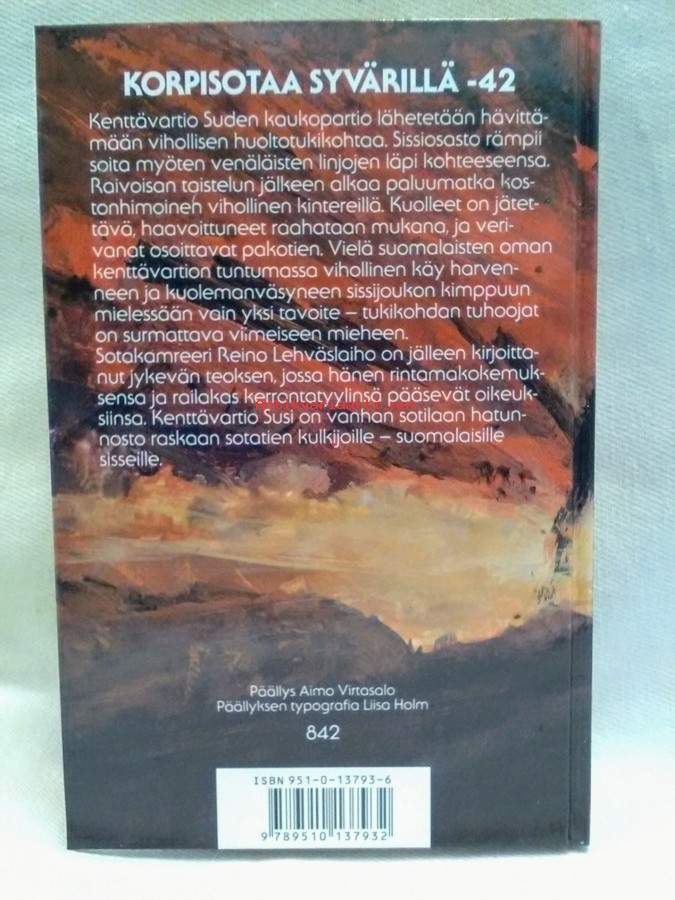 KORPISOTAA SYVÄRILLÄ -42
Kenttävartio Suden kaukopartio lähetetään hävittä-
mään vihollisen huoltotukikohtaa. Sissiosasto rämpii
soita myöten venäläisten linjojen läpi kohteeseensa.
Raivoisan taistelun jälkeen alkaa paluumatka kos-
tonhimoinen vihollinen kintereillä. Kuolleet on jätet-
tävä, haavoittuneet raahataan mukana, ja veri-
vanat osoittavat pakotien. Vielä suomalaisten oman
kenttävartion tuntumassa vihollinen käy harven-
neen ja kuolemanväsyneen sissijoukon kimppuun
mielessään vain yksi tavoite – tukikohdan tuhoojat
on surmattava viimeiseen mieheen.
Sotakamreeri Reino Lehväslaiho on jälleen kirjoitta-
nut jykevän teoksen, jossa hänen rintamakokemuk-
sensa ja railakas kerrontatyylinsä pääsevät oikeuk-
siinsa. Kenttävartio Susi on vanhan sotilaan hatun-
nosto raskaan sotatien kulkijoille – suomalaisille
sisseille.
Päällys Aimo Virtasalo
Päällyksen typografia Liisa Holm
842
ISBN 951-0-13793-6
9 789510 137932